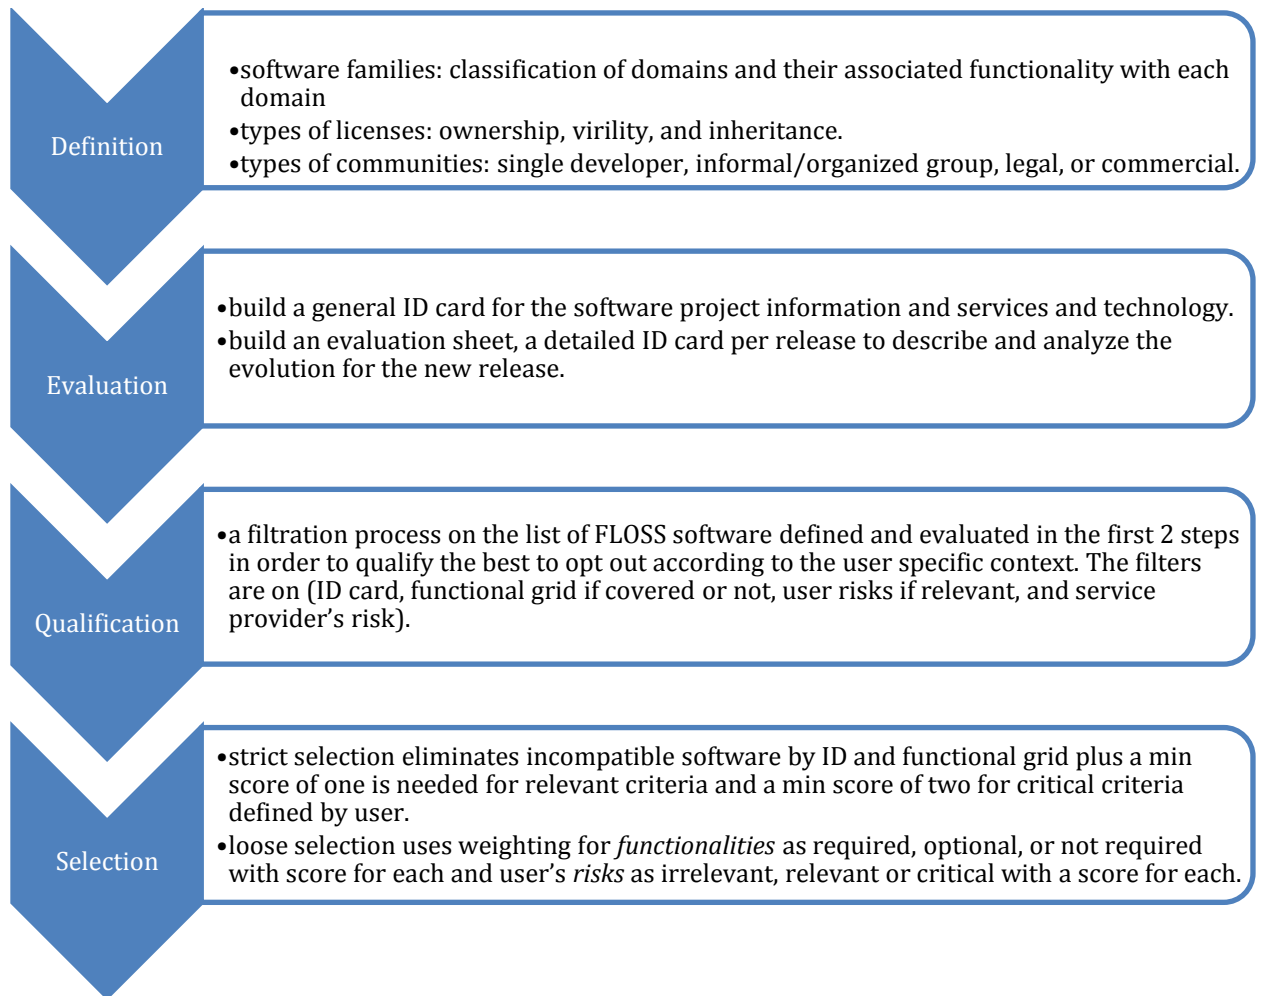 Definition
•software families: classification of domains and their associated functionality with each
domain
•types of licenses: ownership, virility, and inheritance.
•types of communities: single developer, informal/organized group, legal, or commercial.
Evaluation
•build a general ID card for the software project information and services and technology.
•build an evaluation sheet, a detailed ID card per release to describe and analyze the
evolution for the new release.
Qualification
•a filtration process on the list of FLOSS software defined and evaluated in the first 2 steps
in order to qualify the best to opt out according to the user specific context. The filters
are on (ID card, functional grid if covered or not, user risks if relevant, and service
provider’s risk).
Selection
•strict selection eliminates incompatible software by ID and functional grid plus a min
score of one is needed for relevant criteria and a min score of two for critical criteria
defined by user.
•loose selection uses weighting for functionalities as required, optional, or not required
with score for each and user’s risks as irrelevant, relevant or critical with a score for each.